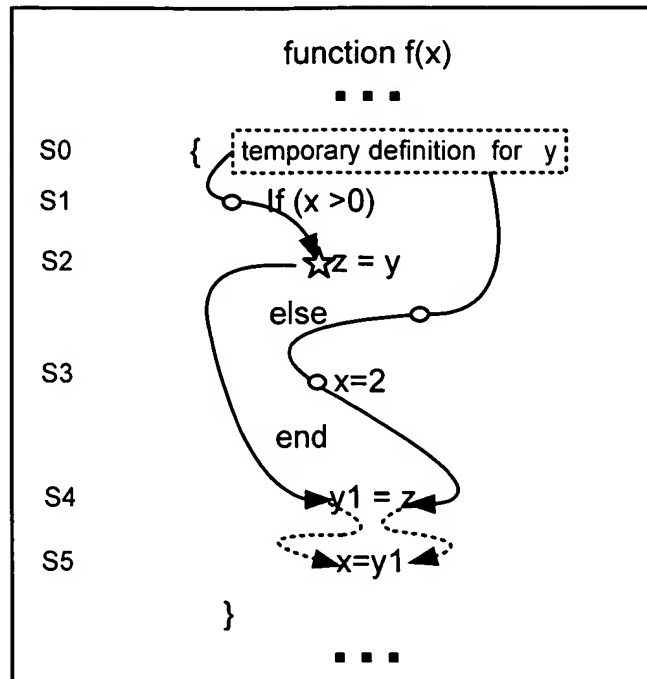 function f(x)
S0 { temporary definition for y
S1 If (x >0)
S2 z = y
else
S3 x=2
end
S4 y1 = z
S5 x=y1
}